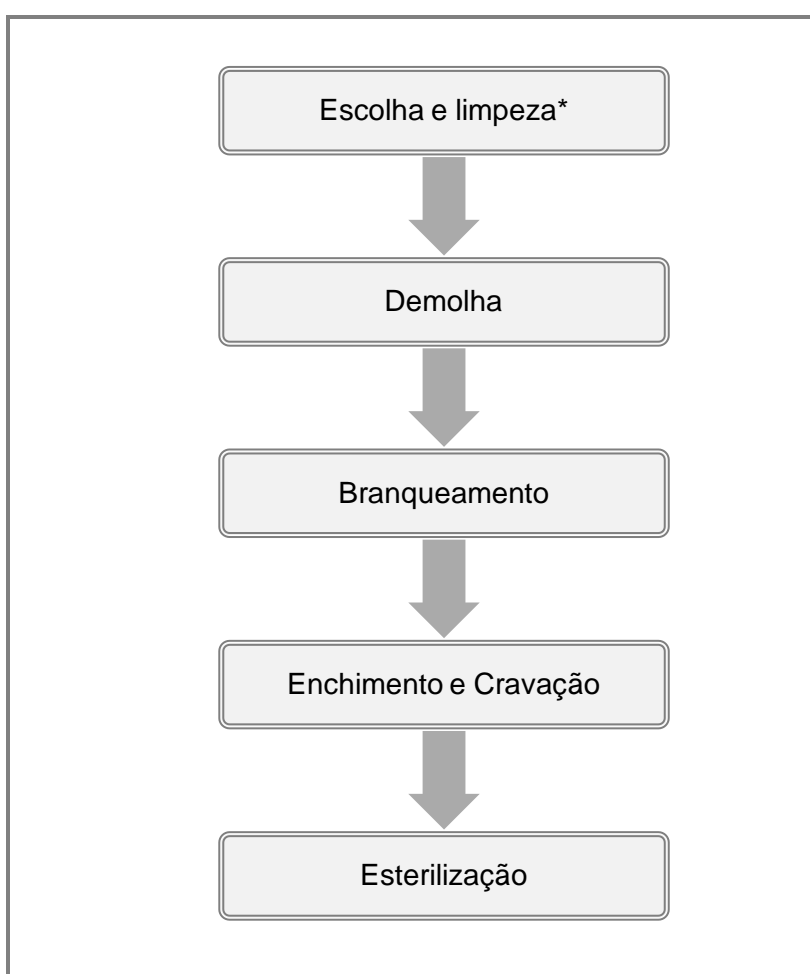 Escolha e limpeza*
Demolha
Branqueamento
Enchimento e Cravação
Esterilização